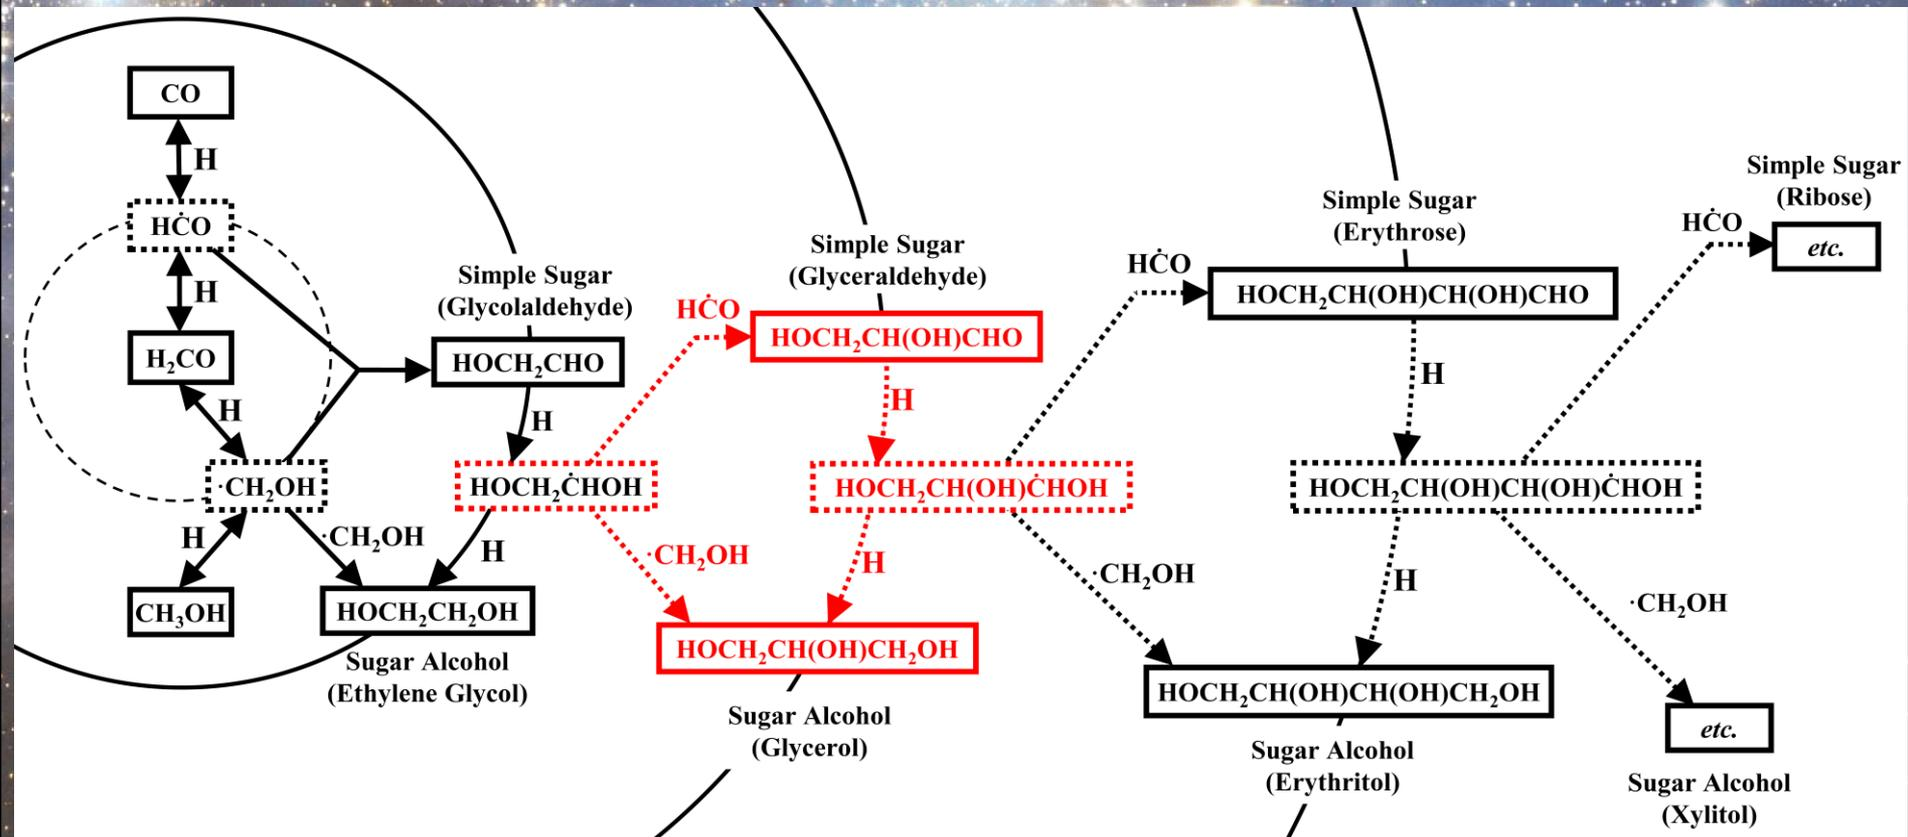 CO
H
HĊO
H
H₂CO
H
·CH₂OH
H
CH₃OH
·CH₂OH
Simple Sugar
(Glycolaldehyde)
HOCH₂CHO
H
HOCH₂ĊHOH
H
HOCH₂CH₂OH
Sugar Alcohol
(Ethylene Glycol)
HĊO
Simple Sugar
(Glyceraldehyde)
HOCH₂CH(OH)CHO
H
HOCH₂CH(OH)ĊHOH
·CH₂OH
H
HOCH₂CH(OH)CH₂OH
Sugar Alcohol
(Glycerol)
HĊO
Simple Sugar
(Erythrose)
HOCH₂CH(OH)CH(OH)CHO
H
HOCH₂CH(OH)CH(OH)ĊHOH
·CH₂OH
H
HOCH₂CH(OH)CH(OH)CH₂OH
Sugar Alcohol
(Erythritol)
Simple Sugar
(Ribose)
HĊO
etc.
·CH₂OH
etc.
Sugar Alcohol
(Xylitol)